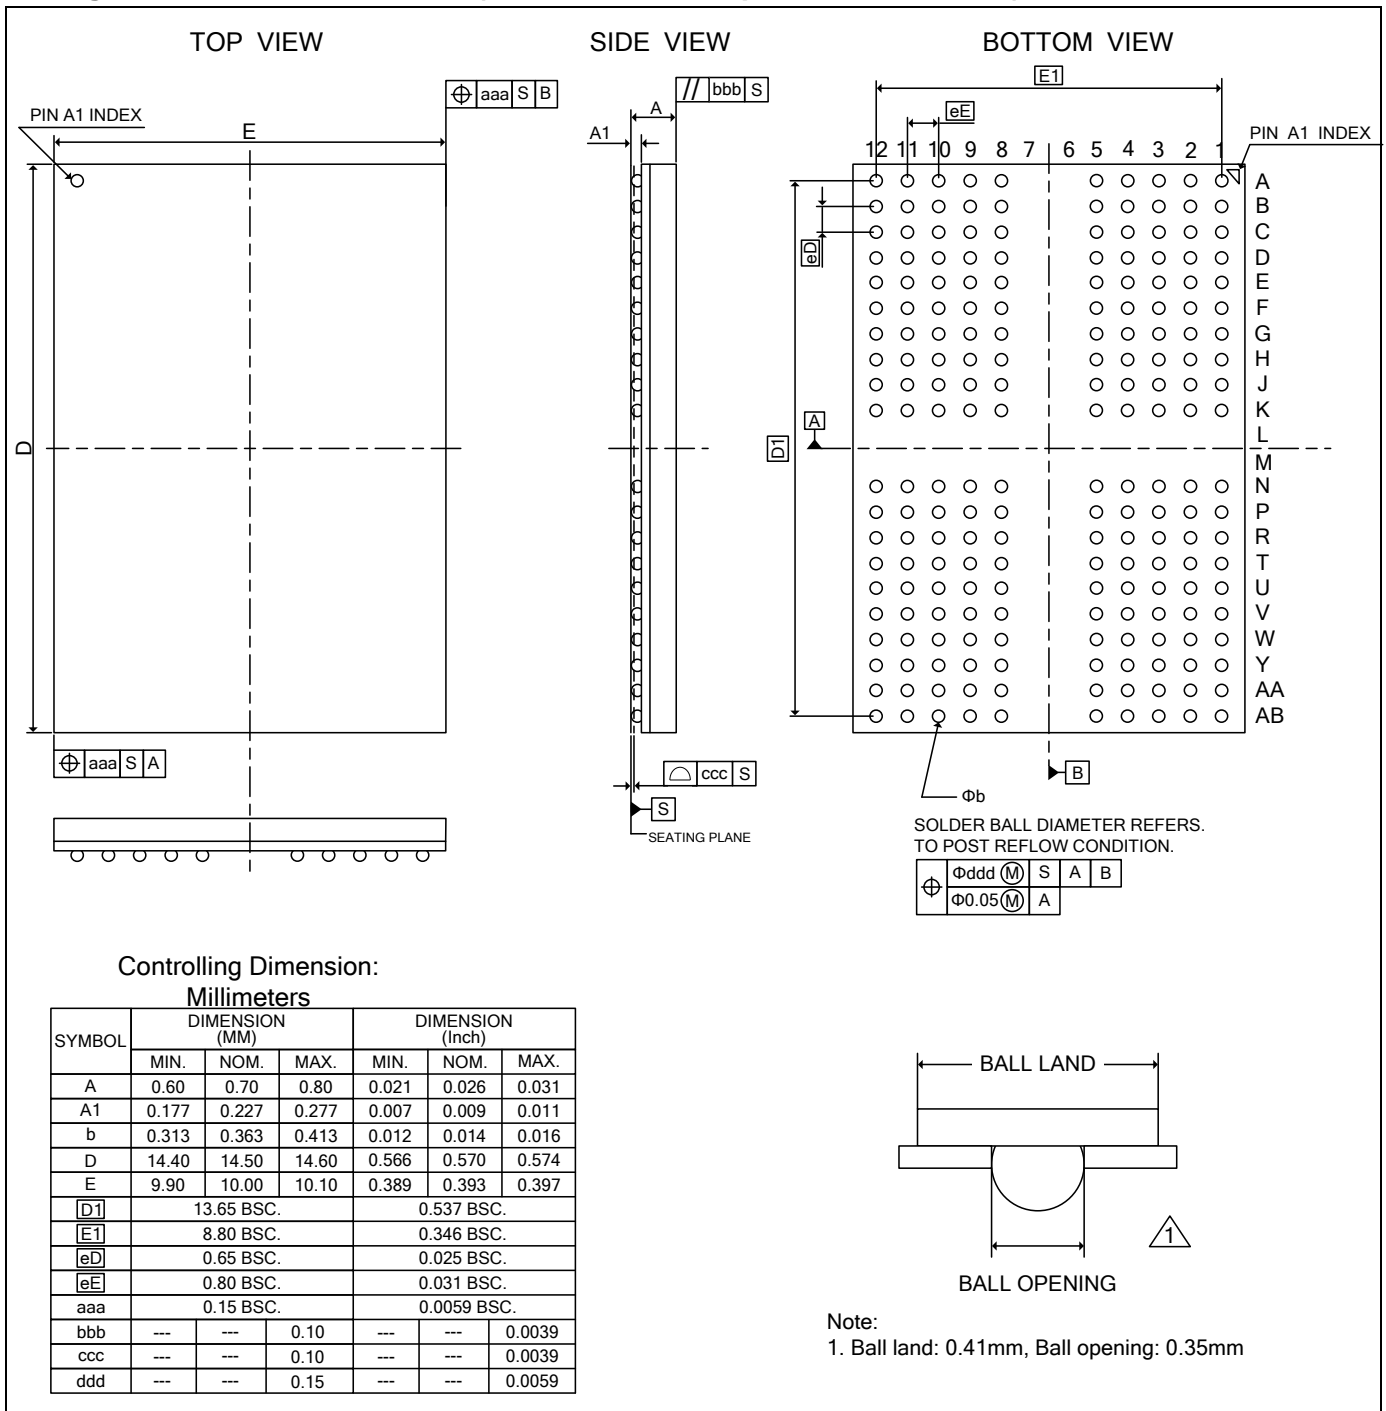 TOP VIEW
SIDE VIEW
BOTTOM VIEW
aaa S B
bbb S
E1
PIN A1 INDEX
E
A
A1
eE
PIN A1 INDEX
12 11 10 9 8 7 6 5 4 3 2 1
A
B
C
eD
D
E
F
G
H
J
K
A
L
D
D1
M
N
P
R
T
U
V
W
Y
AA
AB
aaa S A
ccc S
B
S
Φb
SEATING PLANE
SOLDER BALL DIAMETER REFERS.
TO POST REFLOW CONDITION.
Φddd Ⓜ S A B
Φ0.05 Ⓜ A
Controlling Dimension:
Millimeters
SYMBOL DIMENSION (MM) DIMENSION (Inch)
MIN. NOM. MAX. MIN. NOM. MAX.
A 0.60 0.70 0.80 0.021 0.026 0.031
A1 0.177 0.227 0.277 0.007 0.009 0.011
b 0.313 0.363 0.413 0.012 0.014 0.016
D 14.40 14.50 14.60 0.566 0.570 0.574
E 9.90 10.00 10.10 0.389 0.393 0.397
D1 13.65 BSC. 0.537 BSC.
E1 8.80 BSC. 0.346 BSC.
eD 0.65 BSC. 0.025 BSC.
eE 0.80 BSC. 0.031 BSC.
aaa 0.15 BSC. 0.0059 BSC.
bbb --- --- 0.10 --- --- 0.0039
ccc --- --- 0.10 --- --- 0.0039
ddd --- --- 0.15 --- --- 0.0059
BALL LAND
1
BALL OPENING
Note:
1. Ball land: 0.41mm, Ball opening: 0.35mm